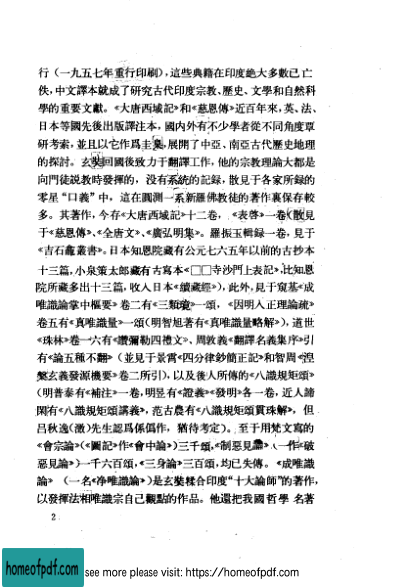 行（一九五七年重行印刷），这些典籍在印度絶大多數已亡
佚，中文譯本就成了研究古代印度宗教、歷史、文學和自然科
學的重要文獻。《大唐西域記》和《慈恩傳》近百年來，英、法、
日本等國先後出版譯注本，國内外有不少學者從不同角度覃
研考索，並且以它作爲圭臬，展開了中亞、南亞古代歷史地理
的探討。玄奘回國後致力于翻譯工作，他的宗教理論大都是
向門徒說教時發揮的，没有系統的記録，散見于各家所録的
零星“口義”中，這在圓測一系新羅佛教徒的著作裏保存較
多。其著作，今存《大唐西域記》十二卷，《表啓》一卷（散見
于《慈恩傳》、《全唐文》、《廣弘明集》。羅振玉輯録一卷，見于
《吉石盦叢書》。日本知恩院藏有公元七六五年以前的古抄本
十三篇，小泉策太郎藏有古寫本《□□寺沙門上表記》，比知恩
院所藏多出十三篇，收入日本《續藏經》），此外，見于窺基《成
唯識論掌中樞要》卷二有《三類境》一頌，《因明入正理論疏》
卷五有《真唯識量》一頌（明智旭著有《真唯識量略解》），道世
《珠林》卷一六有《讚彌勒四禮文》、周敦義《翻譯名義集序》引
有《論五種不翻》（並見于景霄《四分律鈔簡正記》和智周《涅
槃玄義發源機要》卷二所引），以及後人所傳的《八識規矩頌》
（明普泰有《補注》一卷，明昱有《證義》《發明》各一卷，近人諦
閑有《八識規矩頌講義》，范古農有《八識規矩頌貫珠解》，但
吕秋逸（澂）先生認爲係僞作，猶待考定）。至于用梵文寫的
《會宗論》（《圖記》作《會中論》）三千頌，《制惡見論》（一作《破
惡見論》）一千六百頌，《三身論》三百頌，均已失傳。《成唯識
論》（一名《净唯識論》）是玄奘糅合印度“十大論師”的著作，
以發揮法相唯識宗自己觀點的作品。他還把我國哲學名著
2
homeofpdf.com
see more please visit: https://homeofpdf.com